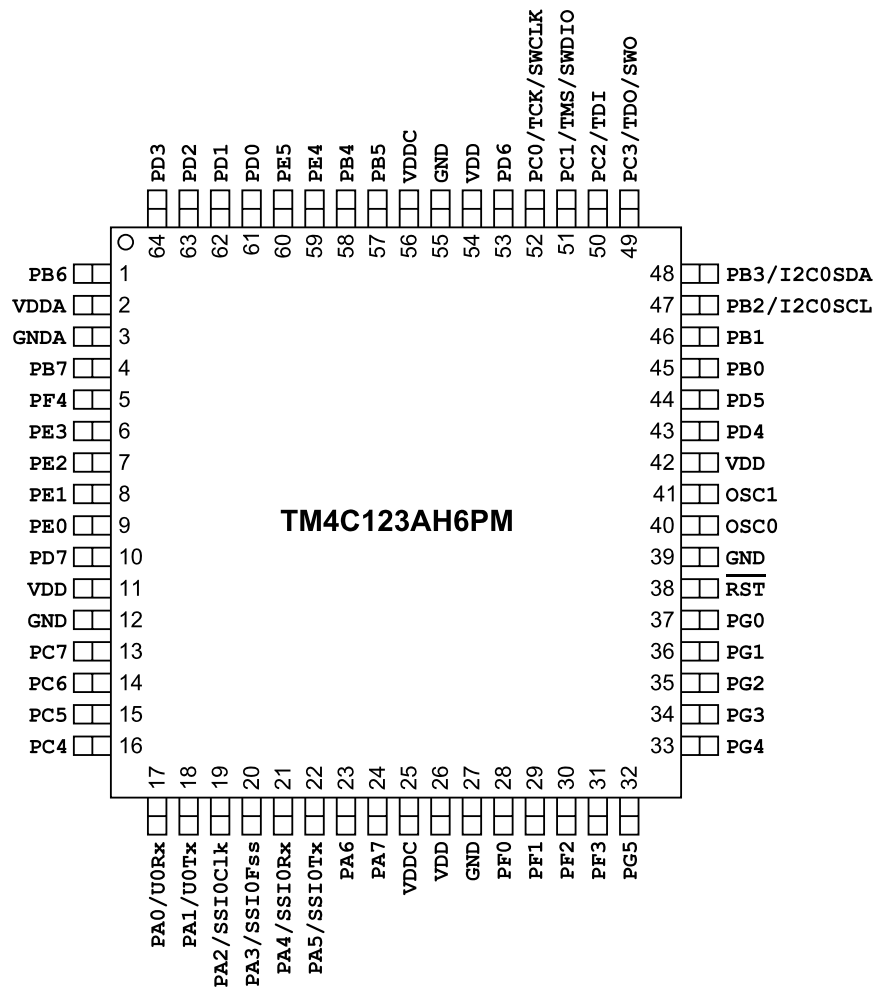 PD3
PD2
PD1
PD0
PE5
PE4
PB4
PB5
VDDC
GND
VDD
PD6
PC0/TCK/SWCLK
PC1/TMS/SWDIO
PC2/TDI
PC3/TDO/SWO
64
63
62
61
60
59
58
57
56
55
54
53
52
51
50
49
PB6 1
VDDA 2
GNDA 3
PB7 4
PF4 5
PE3 6
PE2 7
PE1 8
PE0 9
PD7 10
VDD 11
GND 12
PC7 13
PC6 14
PC5 15
PC4 16
TM4C123AH6PM
48 PB3/I2C0SDA
47 PB2/I2C0SCL
46 PB1
45 PB0
44 PD5
43 PD4
42 VDD
41 OSC1
40 OSC0
39 GND
38 RST
37 PG0
36 PG1
35 PG2
34 PG3
33 PG4
17
18
19
20
21
22
23
24
25
26
27
28
29
30
31
32
PA0/U0Rx
PA1/U0Tx
PA2/SSI0Clk
PA3/SSI0Fss
PA4/SSI0Rx
PA5/SSI0Tx
PA6
PA7
VDDC
VDD
GND
PF0
PF1
PF2
PF3
PG5